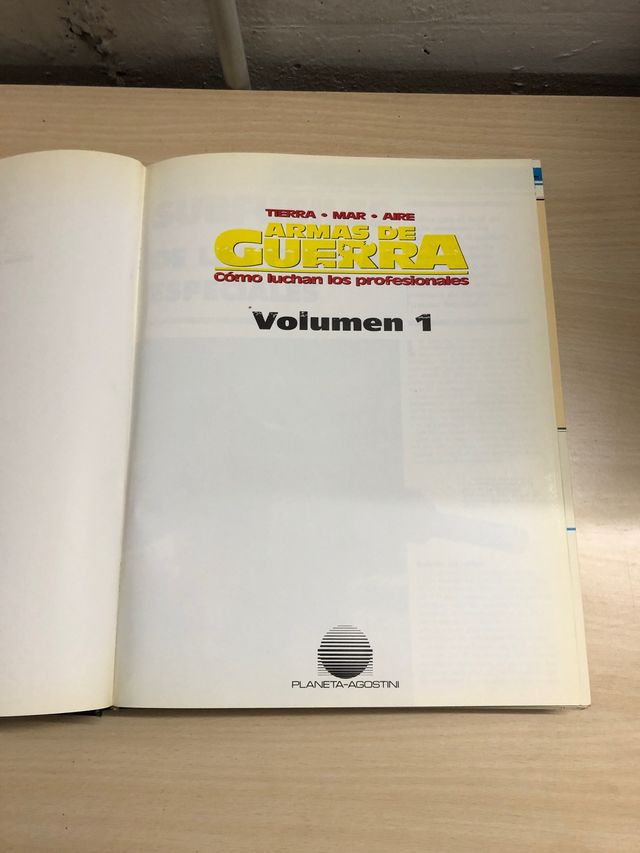 TIERRA • MAR • AIRE
ARMAS DE
GUERRA
Cómo luchan los profesionales
Volumen 1
PLANETA-AGOSTINI